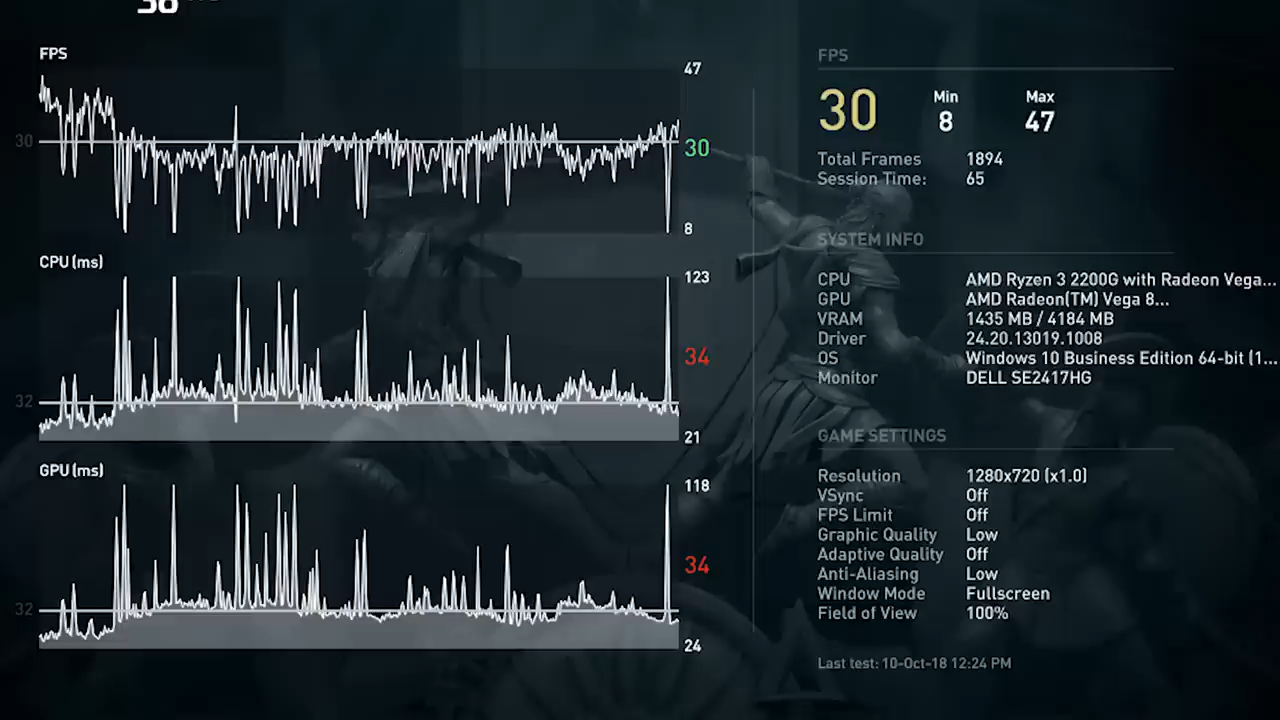 38
FPS
47
30
30
8
CPU (ms)
123
34
32
21
GPU (ms)
118
34
32
24
FPS
30
Min
8
Max
47
Total Frames 1894
Session Time: 65
SYSTEM INFO
CPU AMD Ryzen 3 2200G with Radeon Vega...
GPU AMD Radeon(TM) Vega 8...
VRAM 1435 MB / 4184 MB
Driver 24.20.13019.1008
OS Windows 10 Business Edition 64-bit (1...
Monitor DELL SE2417HG
GAME SETTINGS
Resolution 1280x720 (x1.0)
VSync Off
FPS Limit Off
Graphic Quality Low
Adaptive Quality Off
Anti-Aliasing Low
Window Mode Fullscreen
Field of View 100%
Last test: 10-Oct-18 12:24 PM